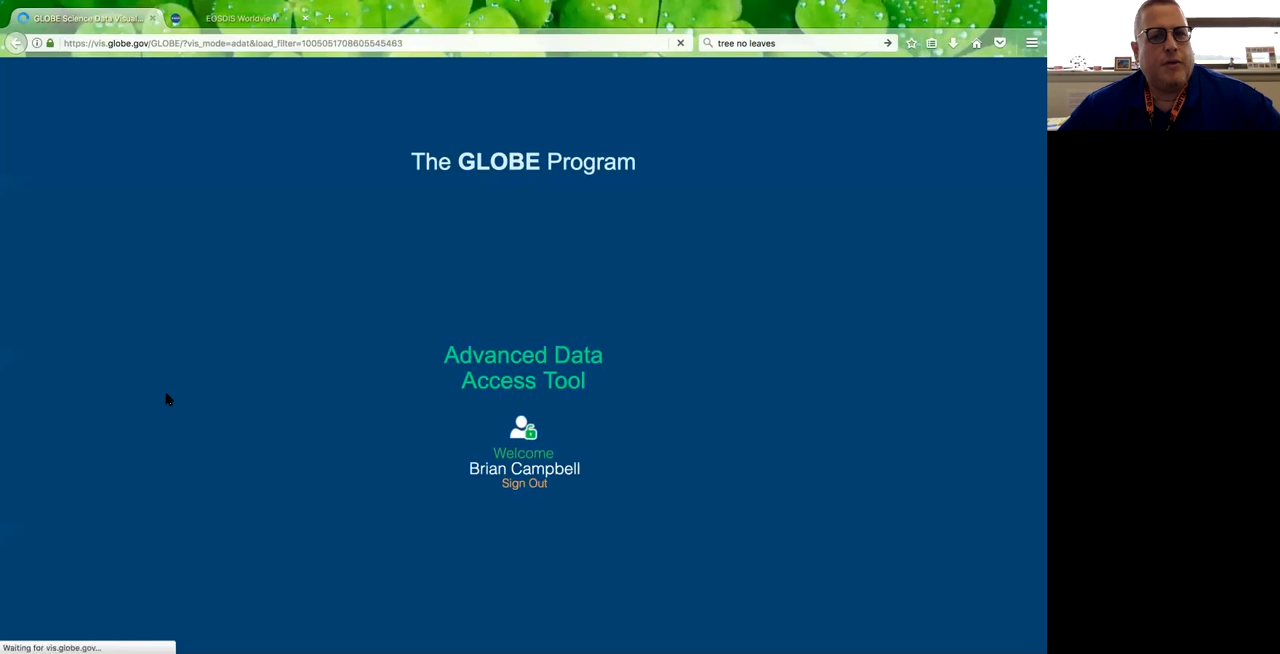 GLOBE Science Data Visual...
EOSDIS Worldview
https://vis.globe.gov/GLOBE/?vis_mode=adat&load_filter=1005051708605545463
tree no leaves
The GLOBE Program
Advanced Data
Access Tool
Welcome
Brian Campbell
Sign Out
Waiting for vis.globe.gov...